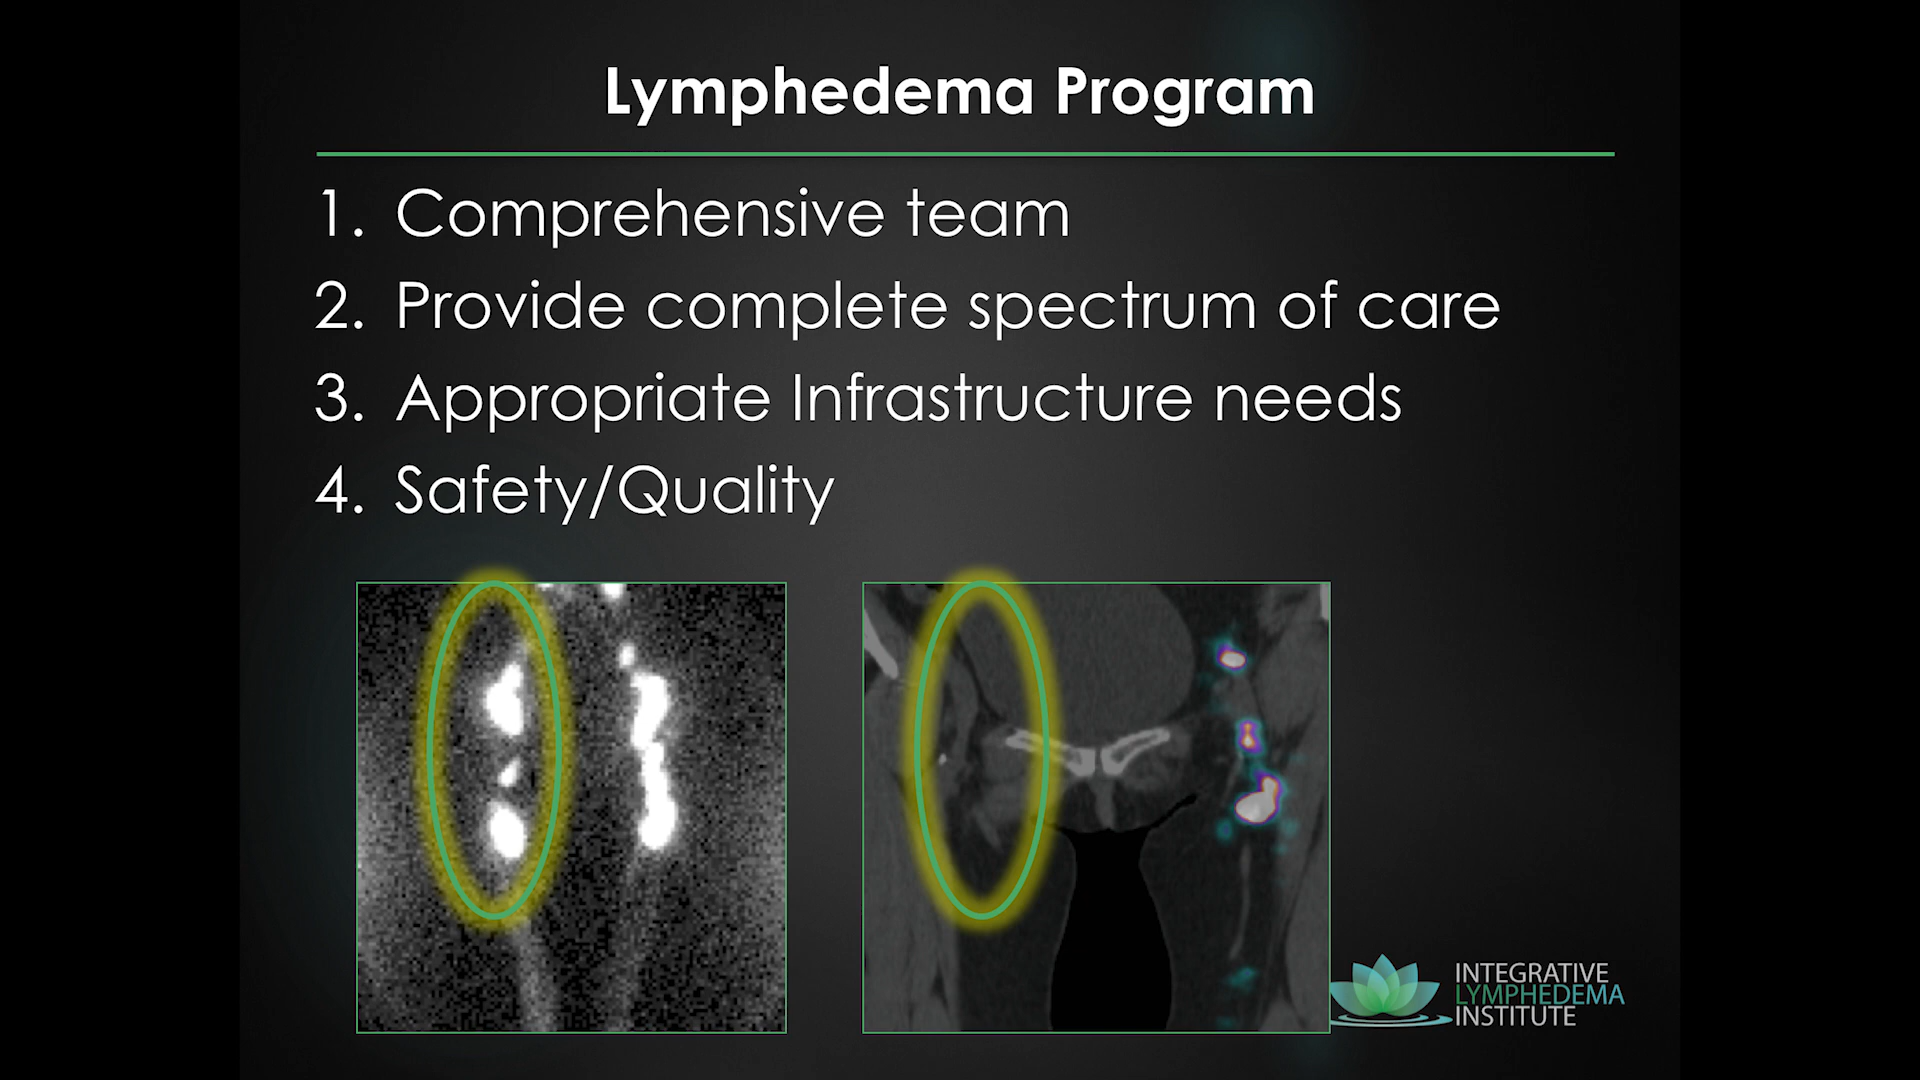 Lymphedema Program
1. Comprehensive team
2. Provide complete spectrum of care
3. Appropriate Infrastructure needs
4. Safety/Quality
INTEGRATIVE
LYMPHEDEMA
INSTITUTE